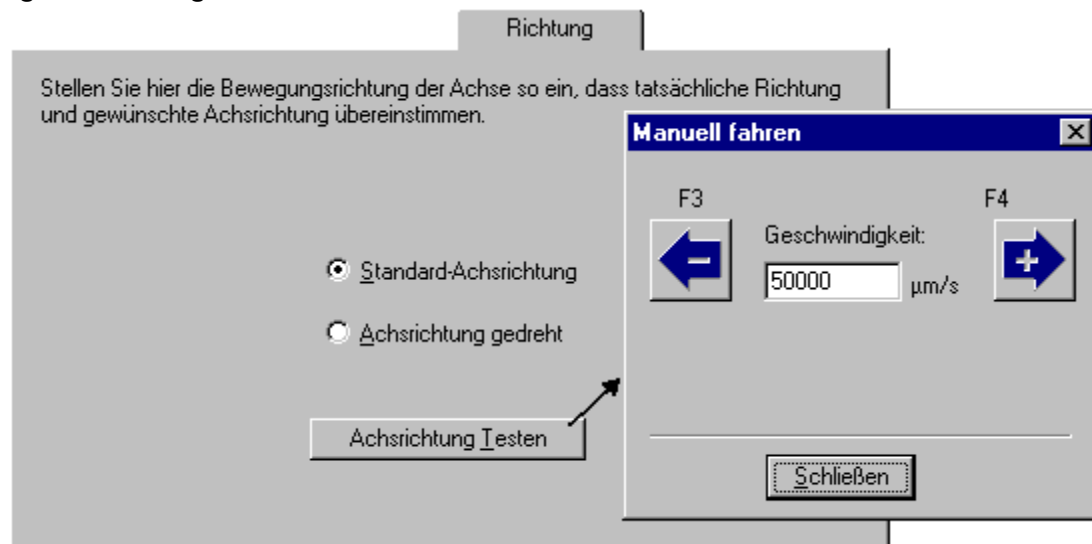 Richtung
Stellen Sie hier die Bewegungsrichtung der Achse so ein, dass tatsächliche Richtung
und gewünschte Achsrichtung übereinstimmen.
Manuell fahren
F3
F4
Geschwindigkeit:
-
50000 µm/s
+
Standard-Achsrichtung
Achsrichtung gedreht
Achsrichtung Testen
Schließen